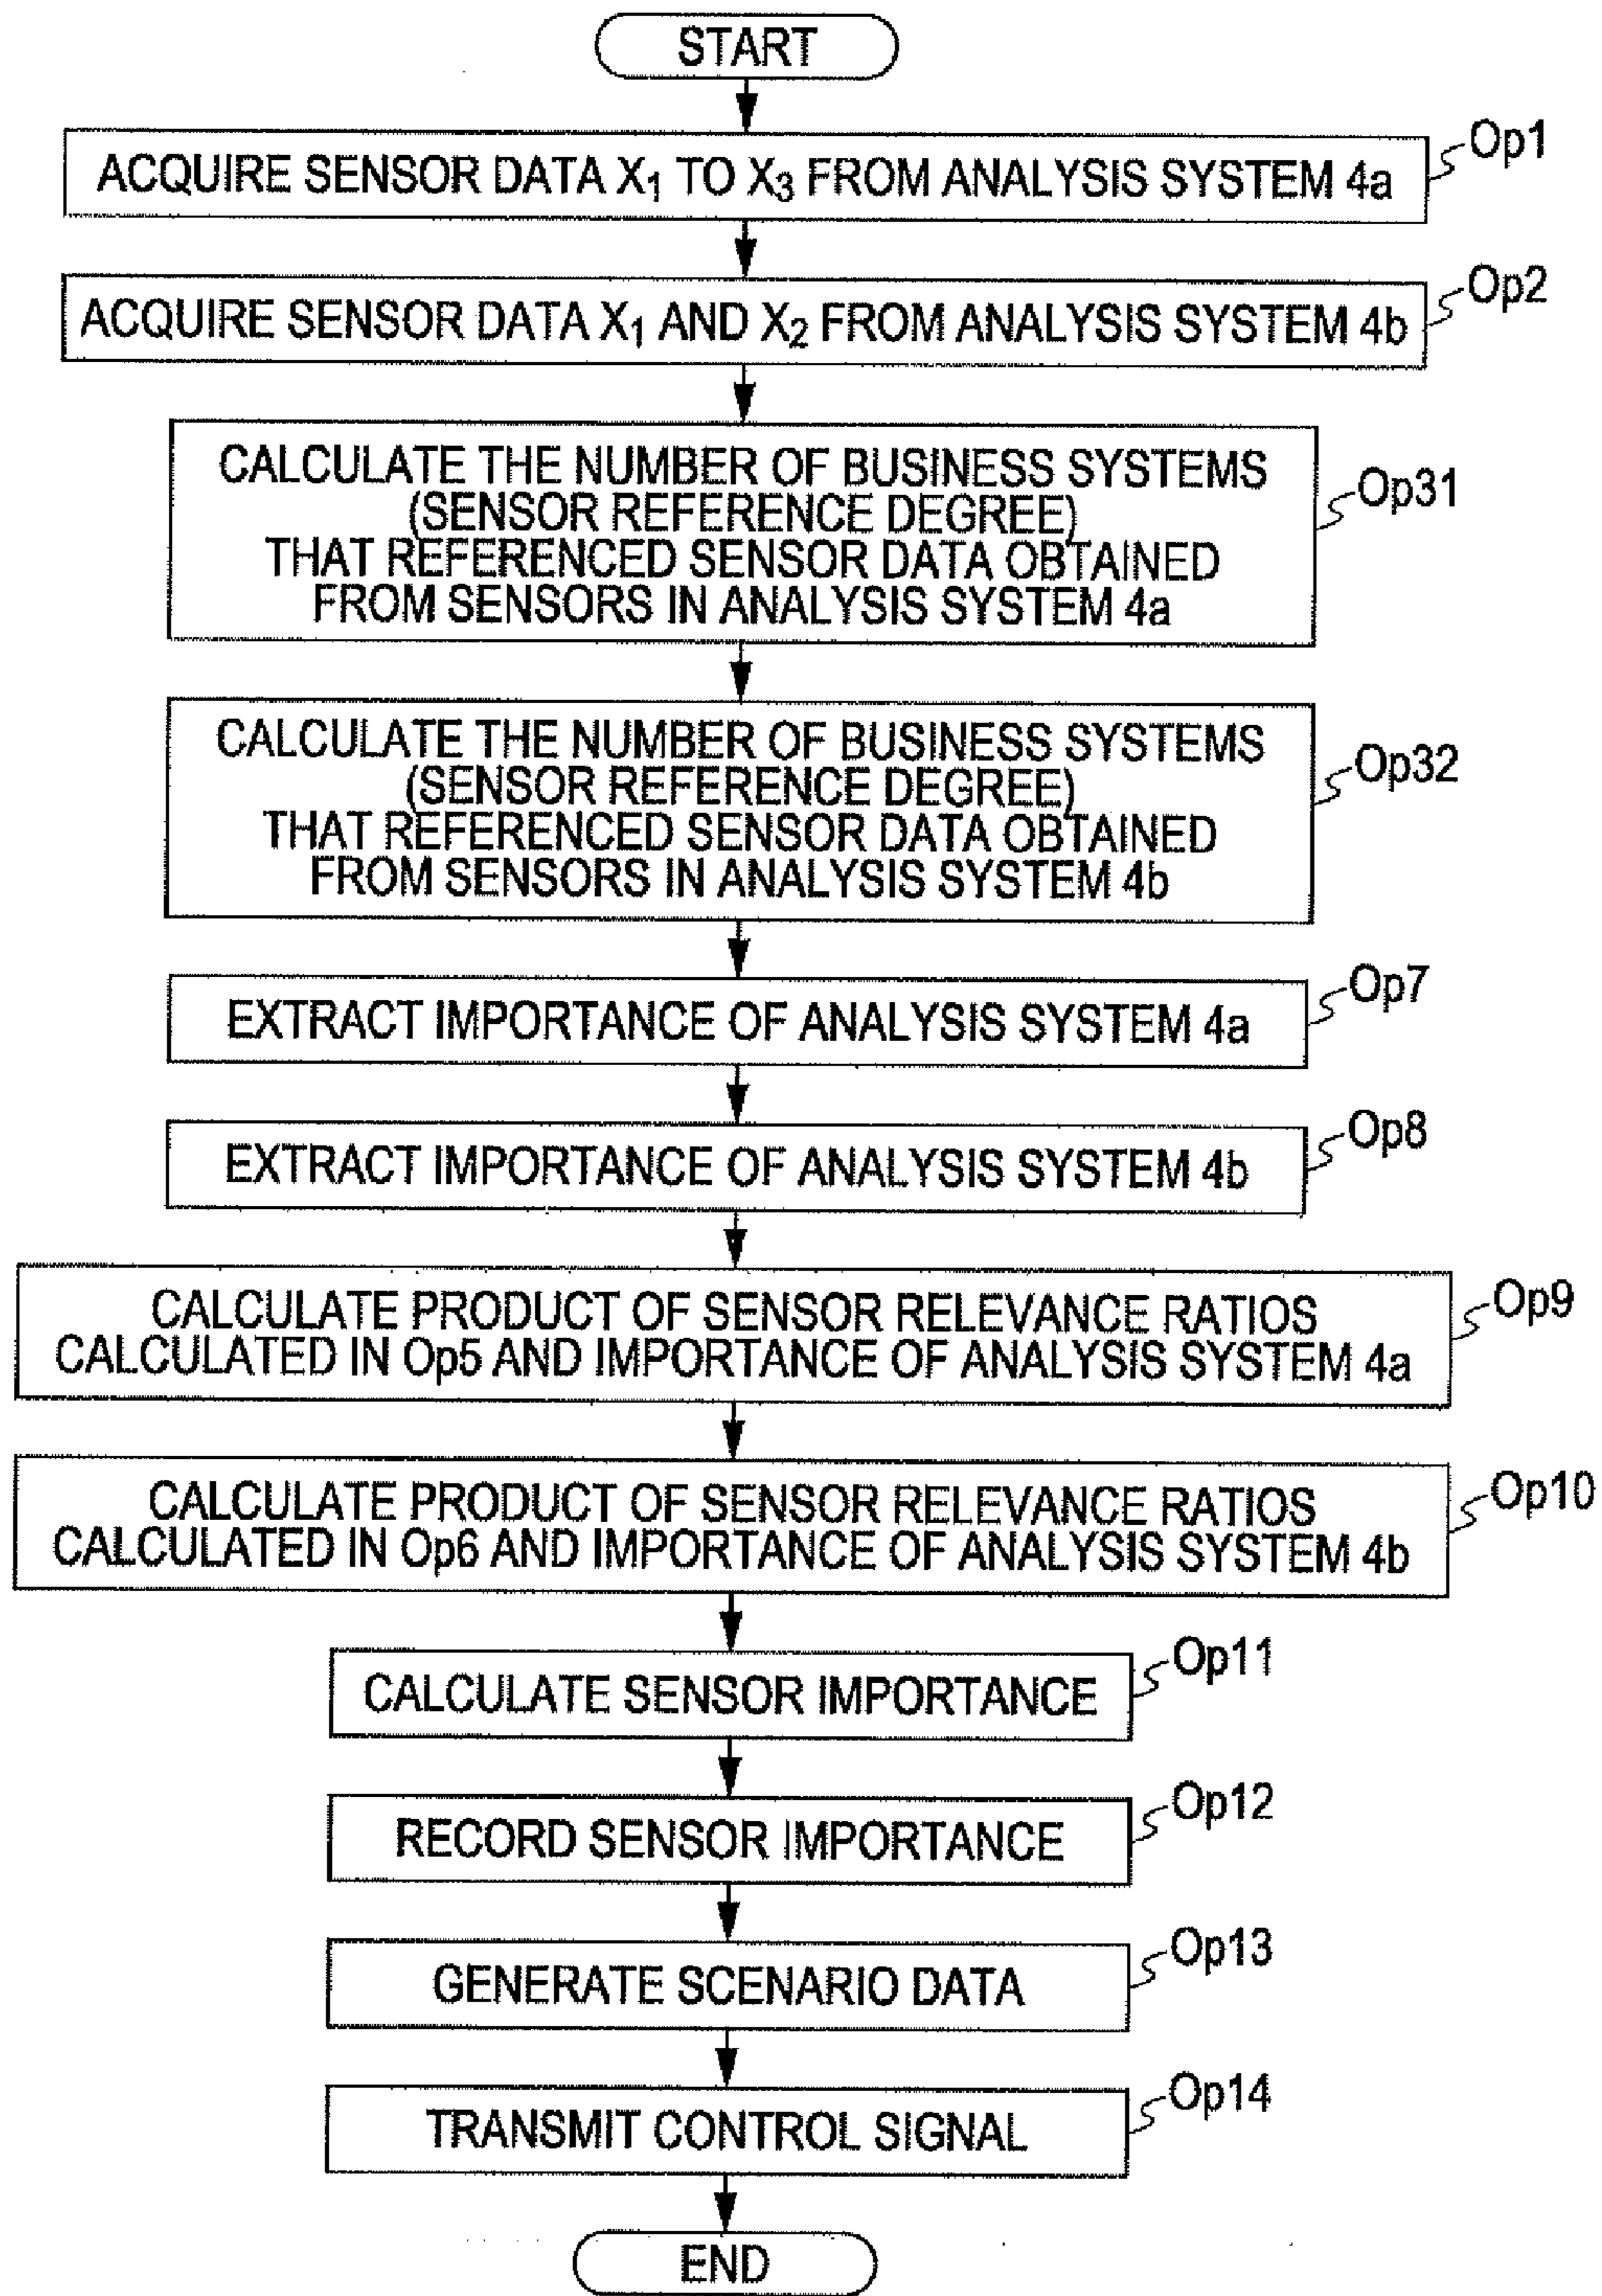 START
ACQUIRE SENSOR DATA X₁ TO X₃ FROM ANALYSIS SYSTEM 4a
Op1
ACQUIRE SENSOR DATA X₁ AND X₂ FROM ANALYSIS SYSTEM 4b
Op2
CALCULATE THE NUMBER OF BUSINESS SYSTEMS
(SENSOR REFERENCE DEGREE)
THAT REFERENCED SENSOR DATA OBTAINED
FROM SENSORS IN ANALYSIS SYSTEM 4a
Op31
CALCULATE THE NUMBER OF BUSINESS SYSTEMS
(SENSOR REFERENCE DEGREE)
THAT REFERENCED SENSOR DATA OBTAINED
FROM SENSORS IN ANALYSIS SYSTEM 4b
Op32
EXTRACT IMPORTANCE OF ANALYSIS SYSTEM 4a
Op7
EXTRACT IMPORTANCE OF ANALYSIS SYSTEM 4b
Op8
CALCULATE PRODUCT OF SENSOR RELEVANCE RATIOS
CALCULATED IN Op5 AND IMPORTANCE OF ANALYSIS SYSTEM 4a
Op9
CALCULATE PRODUCT OF SENSOR RELEVANCE RATIOS
CALCULATED IN Op6 AND IMPORTANCE OF ANALYSIS SYSTEM 4b
Op10
CALCULATE SENSOR IMPORTANCE
Op11
RECORD SENSOR IMPORTANCE
Op12
GENERATE SCENARIO DATA
Op13
TRANSMIT CONTROL SIGNAL
Op14
END